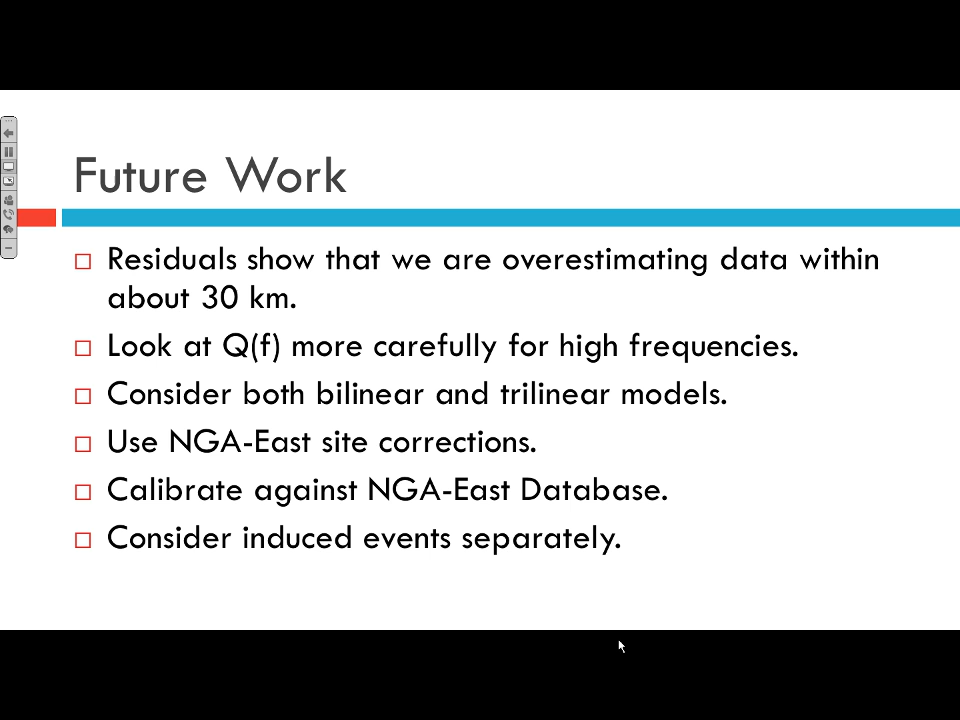 Future Work
Residuals show that we are overestimating data within
about 30 km.
Look at Q(f) more carefully for high frequencies.
Consider both bilinear and trilinear models.
Use NGA-East site corrections.
Calibrate against NGA-East Database.
Consider induced events separately.